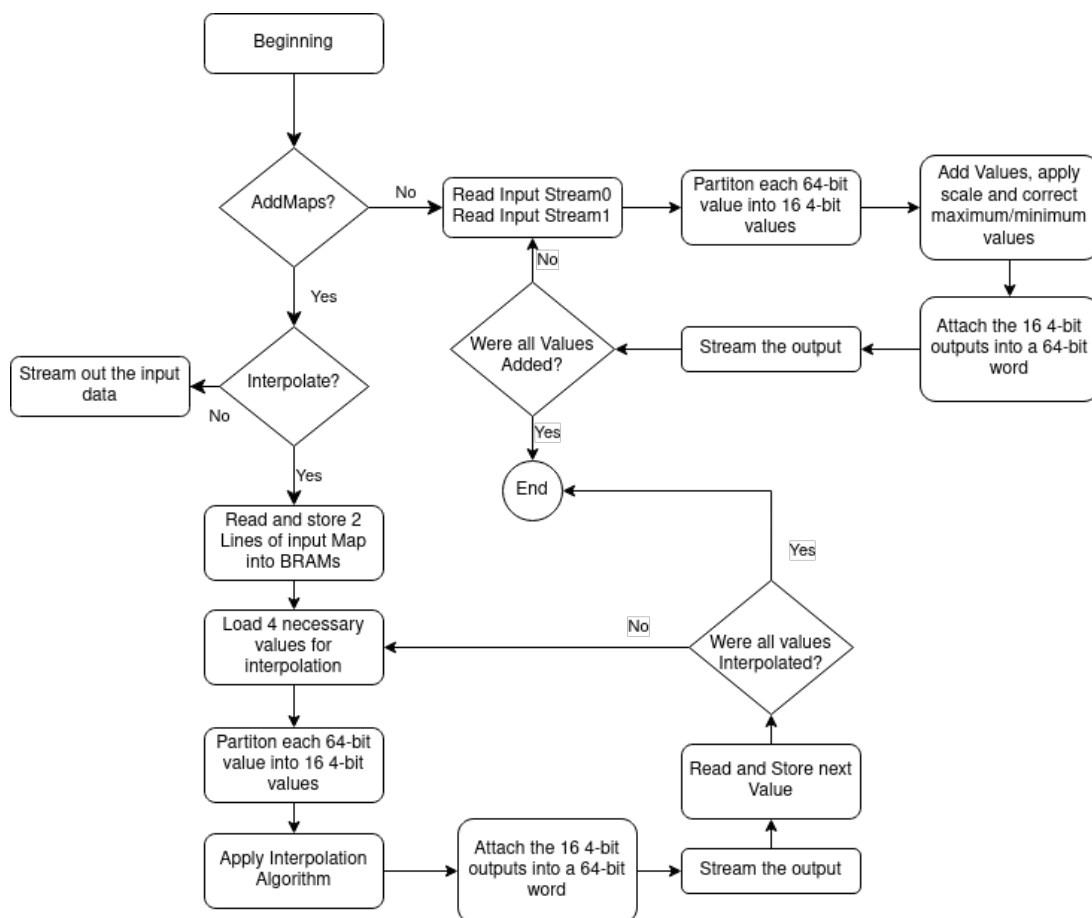 Beginning
AddMaps?
No
Read Input Stream0
Read Input Stream1
Partiton each 64-bit
value into 16 4-bit
values
Add Values, apply
scale and correct
maximum/minimum
values
No
Yes
Were all Values
Added?
Stream the output
Attach the 16 4-bit
outputs into a 64-bit
word
Stream out the input
data
Interpolate?
No
Yes
Yes
End
Read and store 2
Lines of input Map
into BRAMs
Yes
Load 4 necessary
values for
interpolation
No
Were all values
Interpolated?
Partiton each 64-bit
value into 16 4-bit
values
Read and Store next
Value
Apply Interpolation
Algorithm
Attach the 16 4-bit
outputs into a 64-bit
word
Stream the output